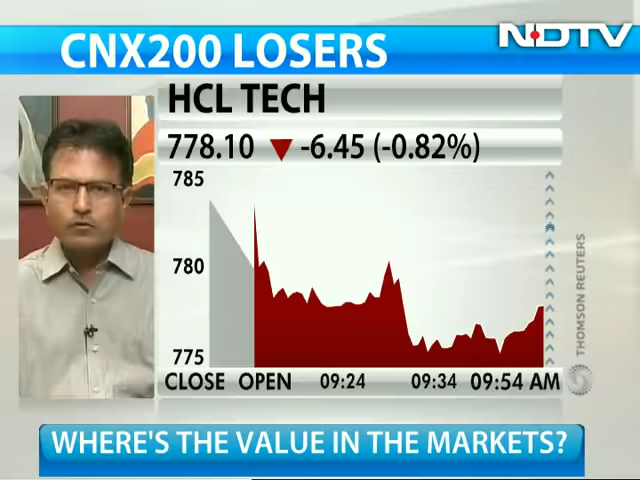 CNX200 LOSERS
NDTV
HCL TECH
778.10 ▼ -6.45 (-0.82%)
785
780
775
CLOSE OPEN 09:24 09:34 09:54 AM
THOMSON REUTERS
WHERE'S THE VALUE IN THE MARKETS?